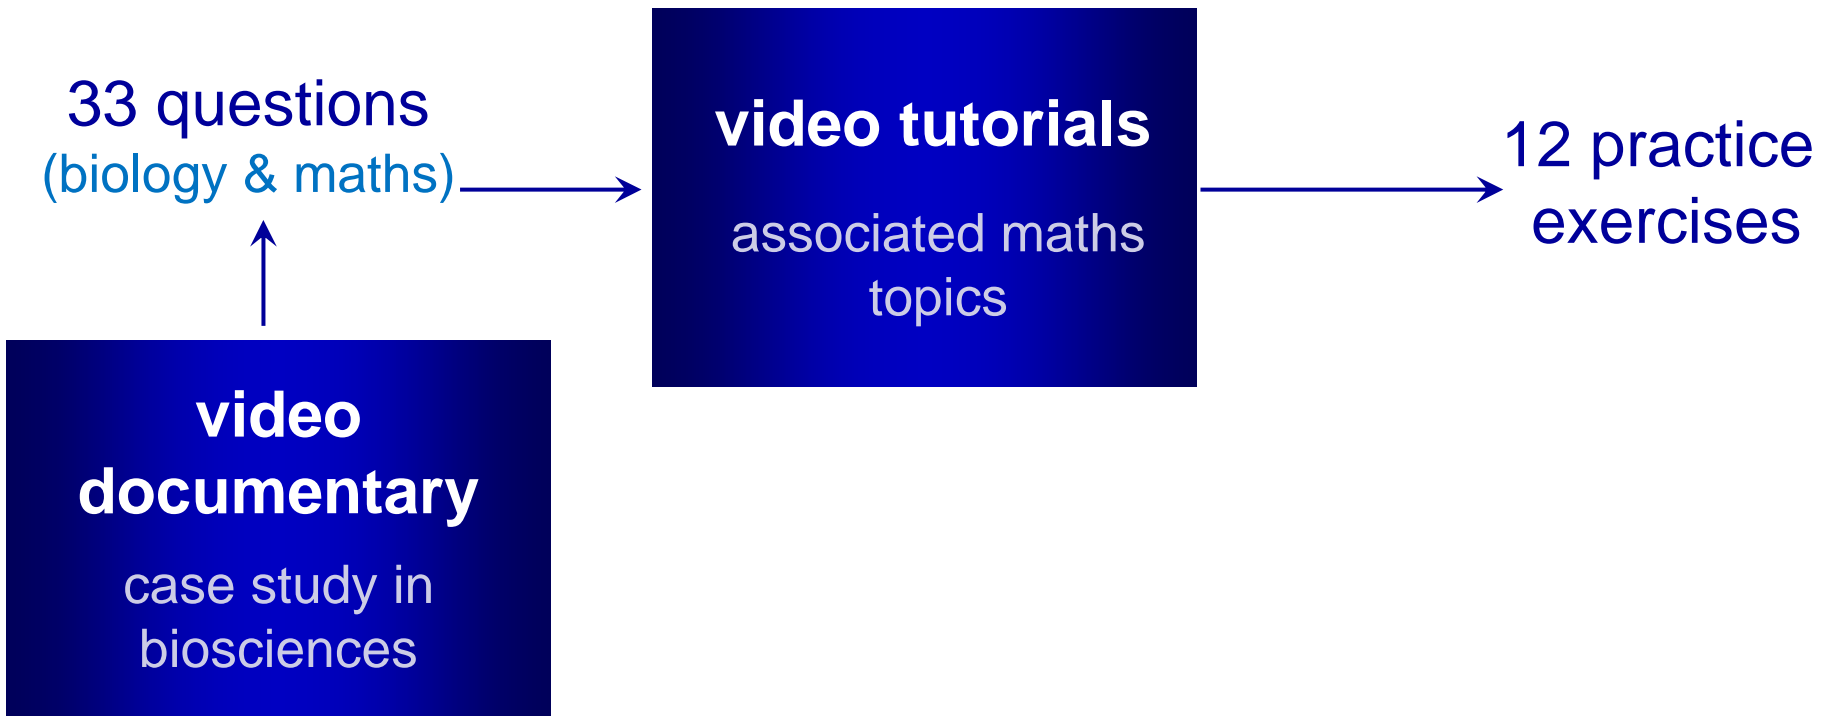 33 questions
(biology & maths)
video tutorials
associated maths
topics
12 practice
exercises
video
documentary
case study in
biosciences